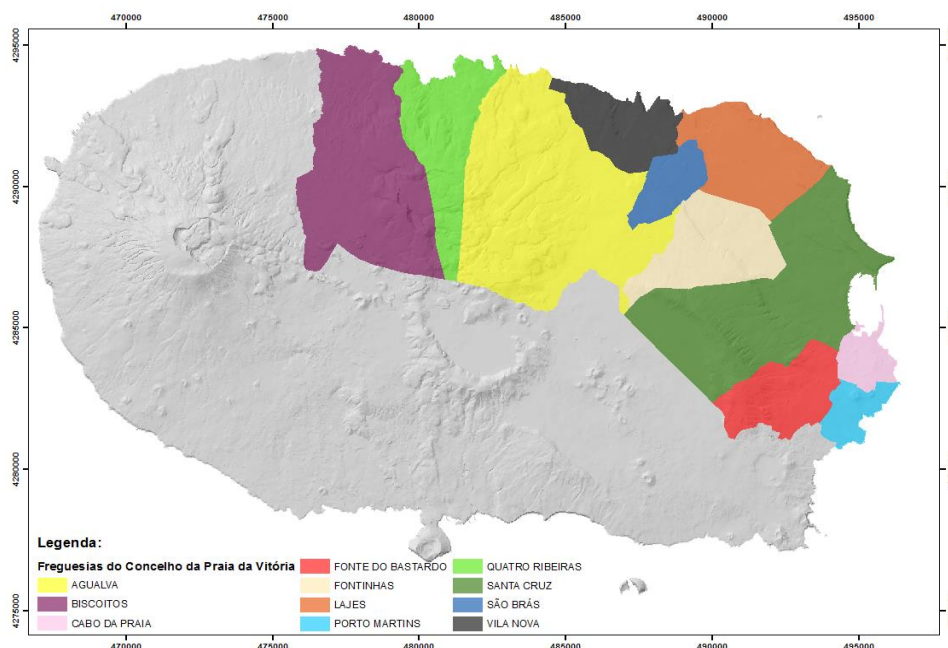 470000 475000 480000 485000 490000 495000
4295000 4295000
4290000
4285000
4280000
4275000
Legenda:
Freguesias do Concelho da Praia da Vitória
AGUALVA
BISCOITOS
CABO DA PRAIA
FONTE DO BASTARDO
FONTINHAS
LAJES
PORTO MARTINS
QUATRO RIBEIRAS
SANTA CRUZ
SÃO BRÁS
VILA NOVA
470000 475000 480000 485000 490000 495000